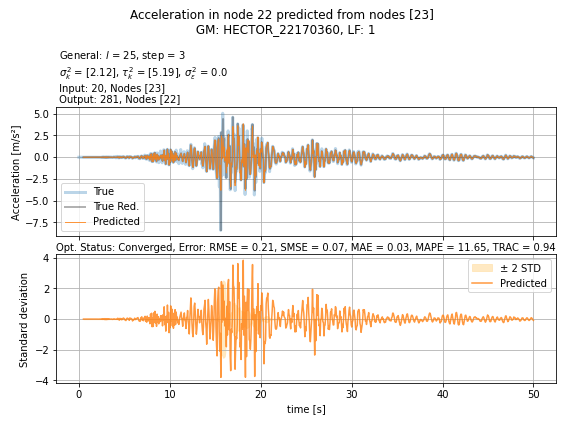 Acceleration in node 22 predicted from nodes [23]
GM: HECTOR_22170360, LF: 1
General: l = 25, step = 3
σ²ₖ = [2.12], τ²ₖ = [5.19], σ²ε = 0.0
Input: 20, Nodes [23]
Output: 281, Nodes [22]
5.0
2.5
0.0
−2.5
−5.0
−7.5
Acceleration [m/s²]
True
True Red.
Predicted
Opt. Status: Converged, Error: RMSE = 0.21, SMSE = 0.07, MAE = 0.03, MAPE = 11.65, TRAC = 0.94
4
2
0
−2
−4
Standard deviation
± 2 STD
Predicted
0 10 20 30 40 50
time [s]